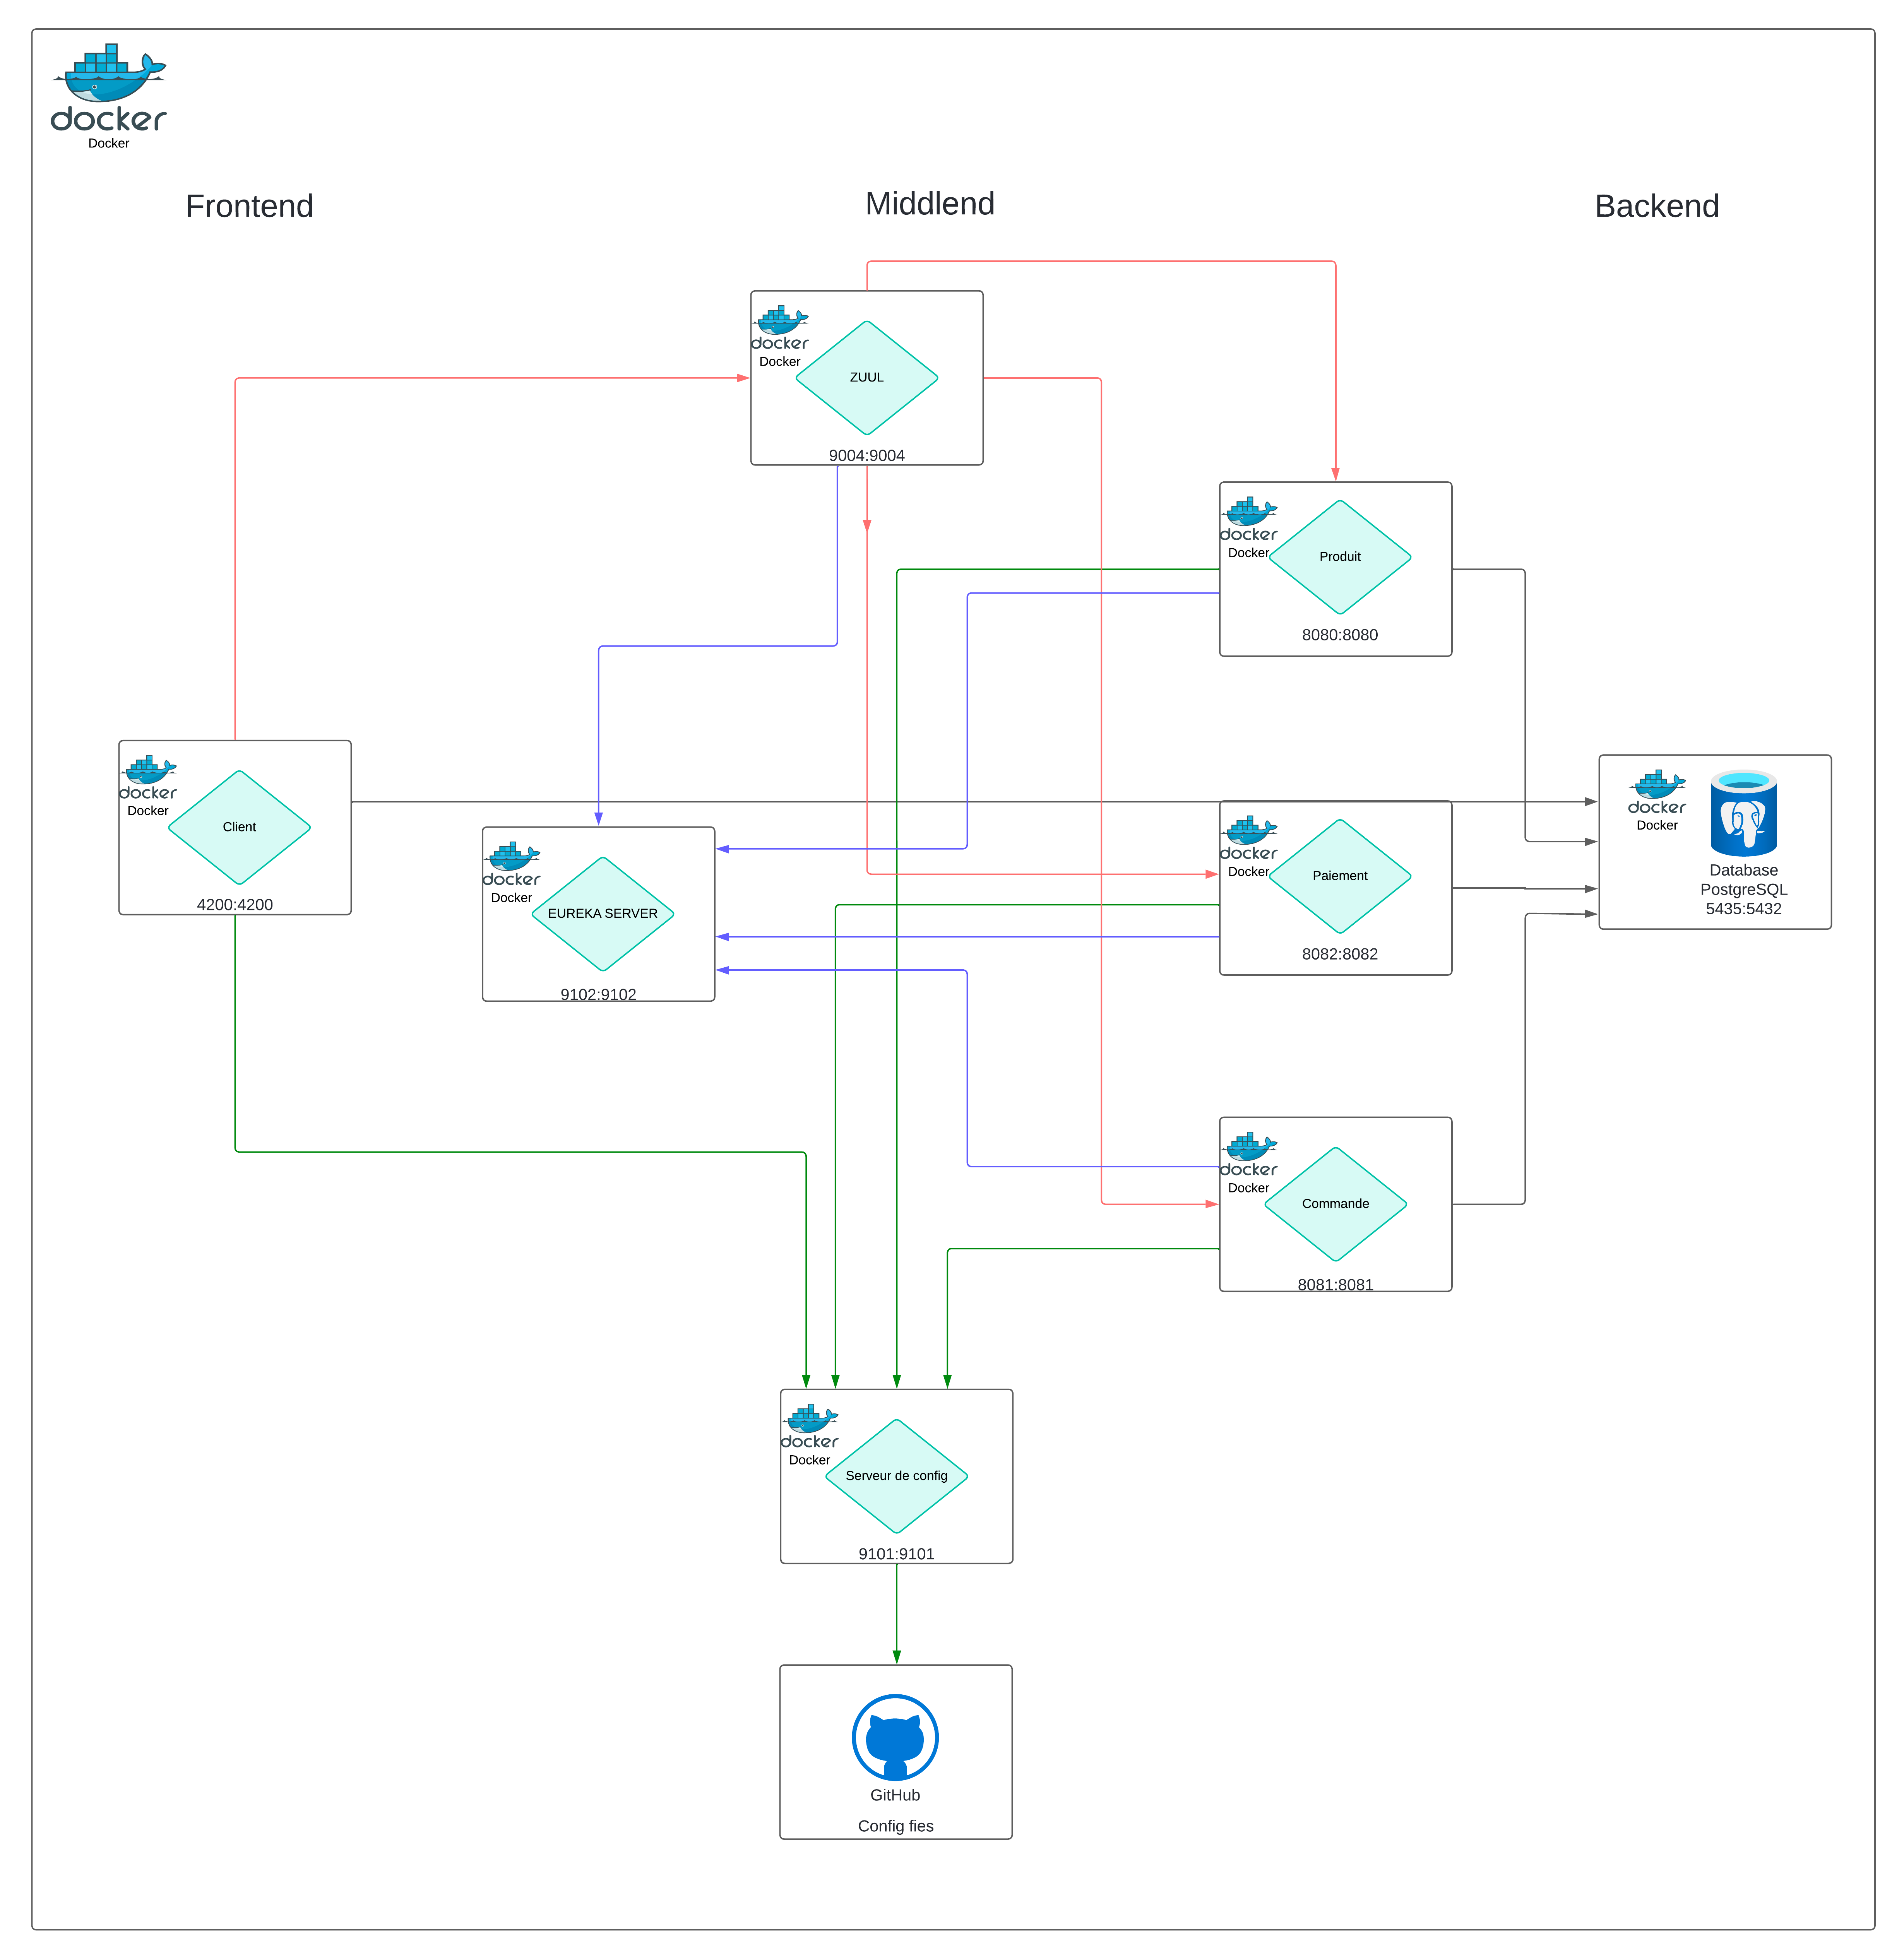 docker
Docker
Frontend
Middlend
Backend
docker
Docker
ZUUL
9004:9004
docker
Docker
Produit
8080:8080
docker
Docker
Client
4200:4200
docker
Docker
EUREKA SERVER
9102:9102
docker
Docker
Paiement
8082:8082
docker
Docker
Database
PostgreSQL
5435:5432
docker
Docker
Commande
8081:8081
docker
Docker
Serveur de config
9101:9101
GitHub
Config fies